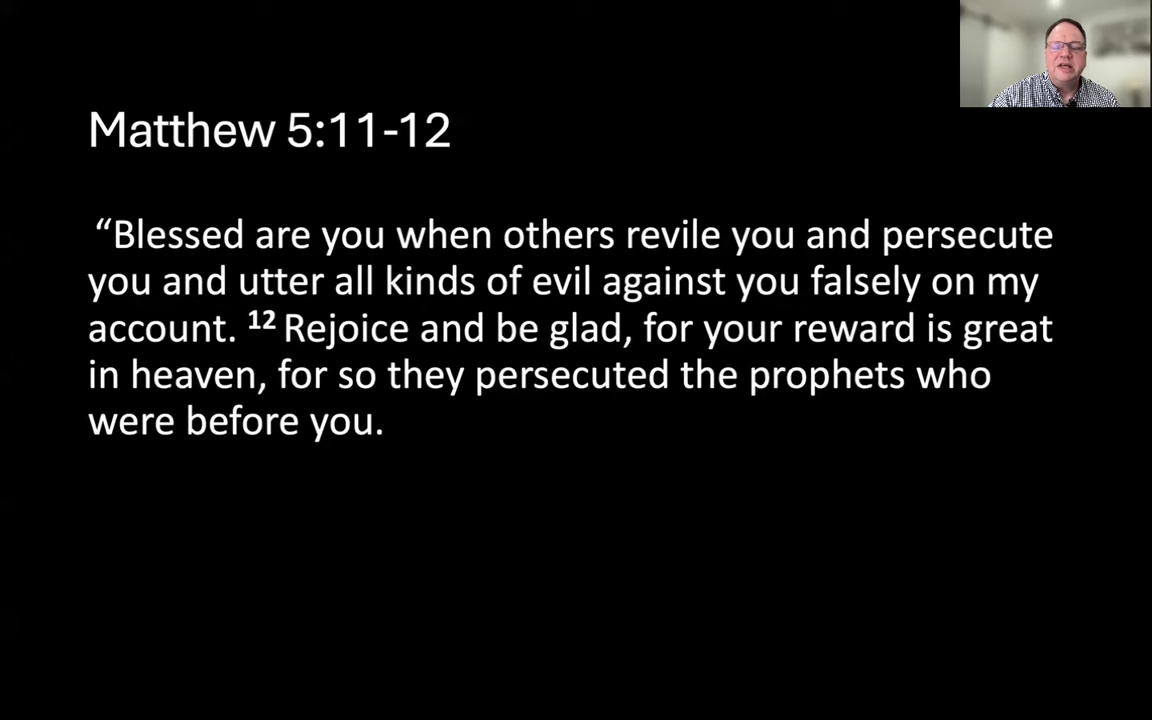 Matthew 5:11-12
“Blessed are you when others revile you and persecute
you and utter all kinds of evil against you falsely on my
account. 12 Rejoice and be glad, for your reward is great
in heaven, for so they persecuted the prophets who
were before you.